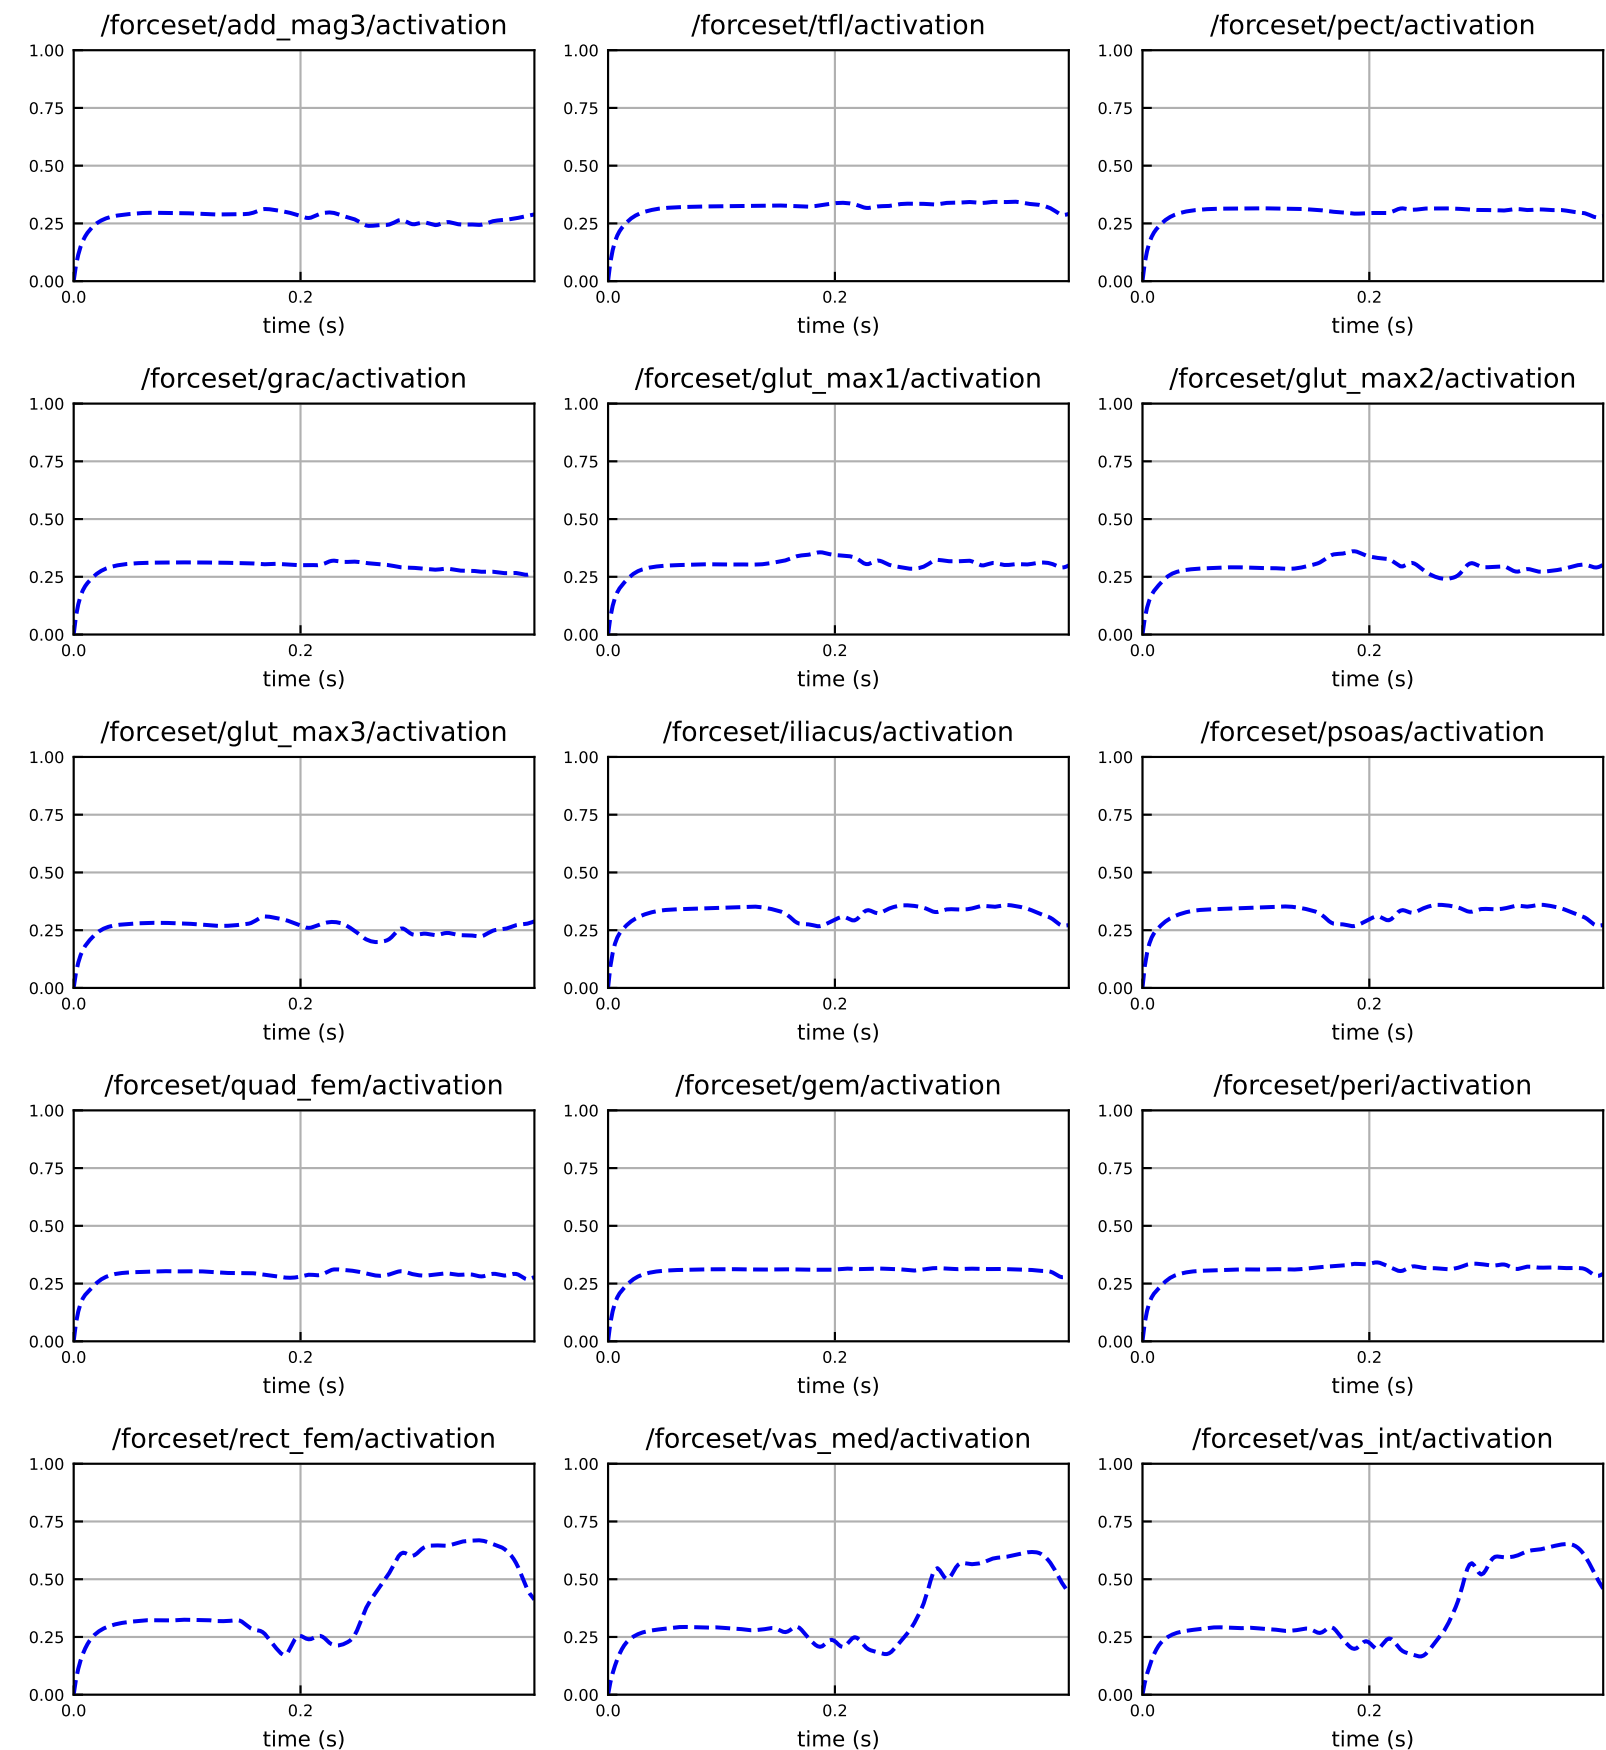 /forceset/add_mag3/activation /forceset/tfl/activation /forceset/pect/activation
1.00 1.00 1.00
0.75 0.75 0.75
0.50 0.50 0.50
0.25 0.25 0.25
0.00 0.00 0.00
0.0 0.2 0.0 0.2 0.0 0.2
time (s) time (s) time (s)
/forceset/grac/activation /forceset/glut_max1/activation /forceset/glut_max2/activation
1.00 1.00 1.00
0.75 0.75 0.75
0.50 0.50 0.50
0.25 0.25 0.25
0.00 0.00 0.00
0.0 0.2 0.0 0.2 0.0 0.2
time (s) time (s) time (s)
/forceset/glut_max3/activation /forceset/iliacus/activation /forceset/psoas/activation
1.00 1.00 1.00
0.75 0.75 0.75
0.50 0.50 0.50
0.25 0.25 0.25
0.00 0.00 0.00
0.0 0.2 0.0 0.2 0.0 0.2
time (s) time (s) time (s)
/forceset/quad_fem/activation /forceset/gem/activation /forceset/peri/activation
1.00 1.00 1.00
0.75 0.75 0.75
0.50 0.50 0.50
0.25 0.25 0.25
0.00 0.00 0.00
0.0 0.2 0.0 0.2 0.0 0.2
time (s) time (s) time (s)
/forceset/rect_fem/activation /forceset/vas_med/activation /forceset/vas_int/activation
1.00 1.00 1.00
0.75 0.75 0.75
0.50 0.50 0.50
0.25 0.25 0.25
0.00 0.00 0.00
0.0 0.2 0.0 0.2 0.0 0.2
time (s) time (s) time (s)